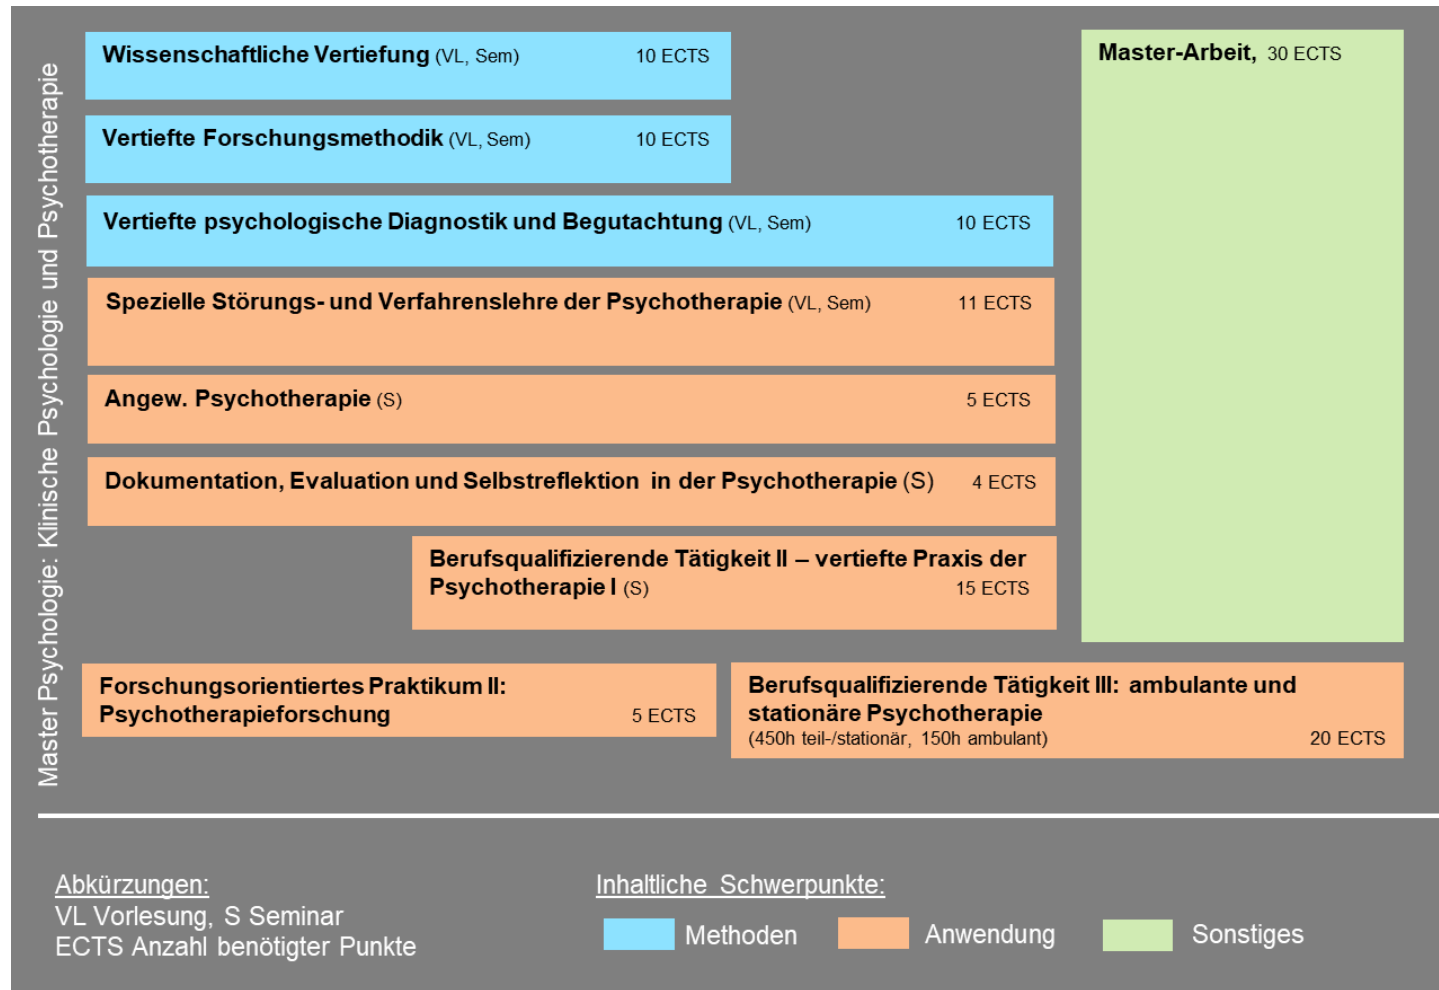 Master Psychologie: Klinische Psychologie und Psychotherapie
Wissenschaftliche Vertiefung (VL, Sem) 10 ECTS
Master-Arbeit, 30 ECTS
Vertiefte Forschungsmethodik (VL, Sem) 10 ECTS
Vertiefte psychologische Diagnostik und Begutachtung (VL, Sem) 10 ECTS
Spezielle Störungs- und Verfahrenslehre der Psychotherapie (VL, Sem) 11 ECTS
Angew. Psychotherapie (S) 5 ECTS
Dokumentation, Evaluation und Selbstreflektion in der Psychotherapie (S) 4 ECTS
Berufsqualifizierende Tätigkeit II – vertiefte Praxis der
Psychotherapie I (S) 15 ECTS
Forschungsorientiertes Praktikum II:
Psychotherapieforschung 5 ECTS
Berufsqualifizierende Tätigkeit III: ambulante und
stationäre Psychotherapie
(450h teil-/stationär, 150h ambulant) 20 ECTS
Abkürzungen:
VL Vorlesung, S Seminar
ECTS Anzahl benötigter Punkte
Inhaltliche Schwerpunkte:
Methoden Anwendung Sonstiges